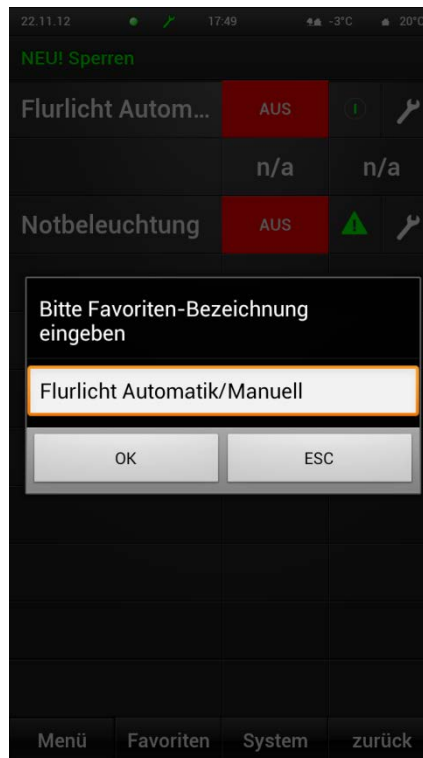 22.11.12 17:49 -3°C 20°C
NEU! Sperren
Flurlicht Autom... AUS
n/a n/a
Notbeleuchtung AUS
Bitte Favoriten-Bezeichnung
eingeben
Flurlicht Automatik/Manuell
OK ESC
Menü Favoriten System zurück